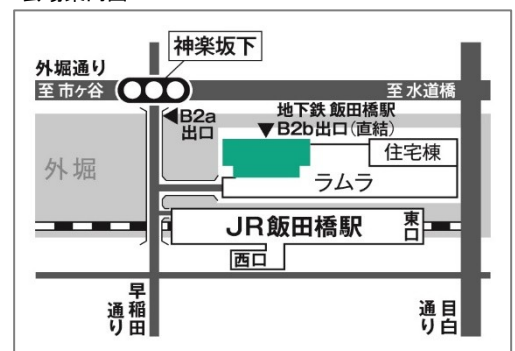 神楽坂下
外堀通り
至 市ヶ谷
至 水道橋
◀B2a
出口
地下鉄 飯田橋駅
▼B2b出口(直結)
住宅棟
外堀
ラムラ
JR飯田橋駅
東口
西口
早稲田通り
目白通り